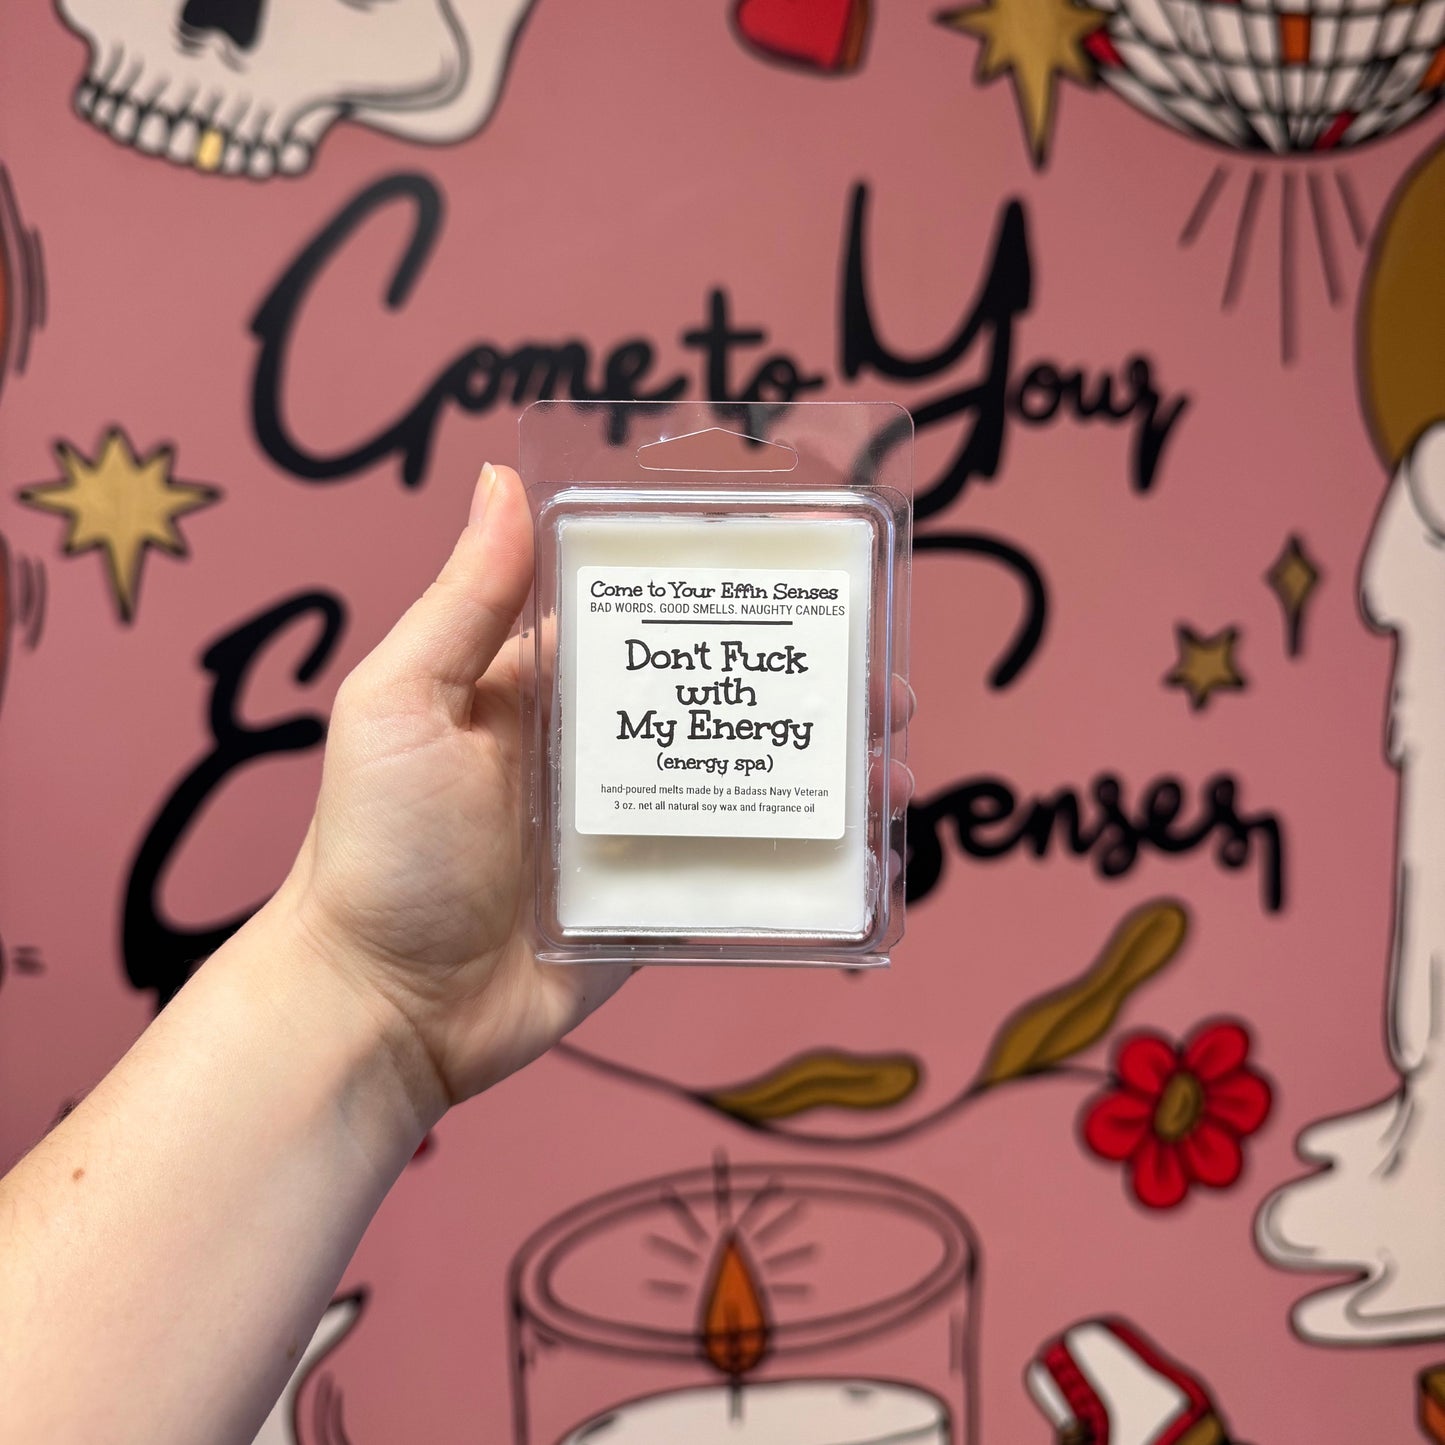 Come to Your
E
Senses
Come to Your Effin Senses
BAD WORDS. GOOD SMELLS. NAUGHTY CANDLES
Don't Fuck
with
My Energy
(energy spa)
hand-poured melts made by a Badass Navy Veteran
3 oz. net all natural soy wax and fragrance oil